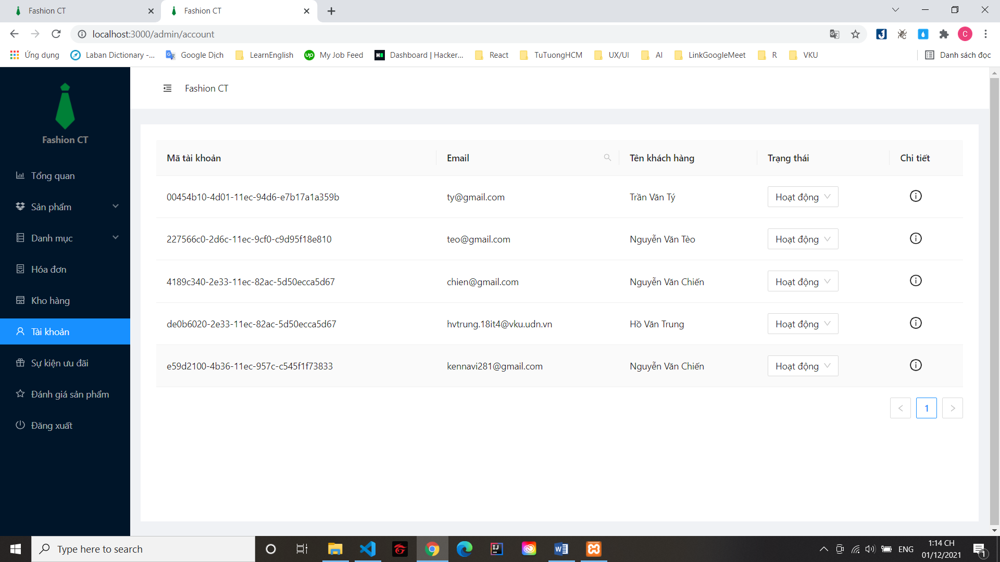 Fashion CT
Fashion CT
localhost:3000/admin/account
C
Ứng dụng
Laban Dictionary -...
Google Dịch
LearnEnglish
My Job Feed
Dashboard | Hacker...
React
TuTuongHCM
UX/UI
AI
LinkGoogleMeet
R
VKU
Danh sách đọc
Fashion CT
Fashion CT
Tổng quan
Sản phẩm
Danh mục
Hóa đơn
Kho hàng
Tài khoản
Sự kiện ưu đãi
Đánh giá sản phẩm
Đăng xuất
Mã tài khoản Email Tên khách hàng Trạng thái Chi tiết
00454b10-4d01-11ec-94d6-e7b17a1a359b ty@gmail.com Trần Văn Tý Hoạt động
227566c0-2d6c-11ec-9cf0-c9d95f18e810 teo@gmail.com Nguyễn Văn Tèo Hoạt động
4189c340-2e33-11ec-82ac-5d50ecca5d67 chien@gmail.com Nguyễn Văn Chiến Hoạt động
de0b6020-2e33-11ec-82ac-5d50ecca5d67 hvtrung.18it4@vku.udn.vn Hồ Văn Trung Hoạt động
e59d2100-4b36-11ec-957c-c545f1f73833 kennavi281@gmail.com Nguyễn Văn Chiến Hoạt động
1
Type here to search
ENG
1:14 CH
01/12/2021
1